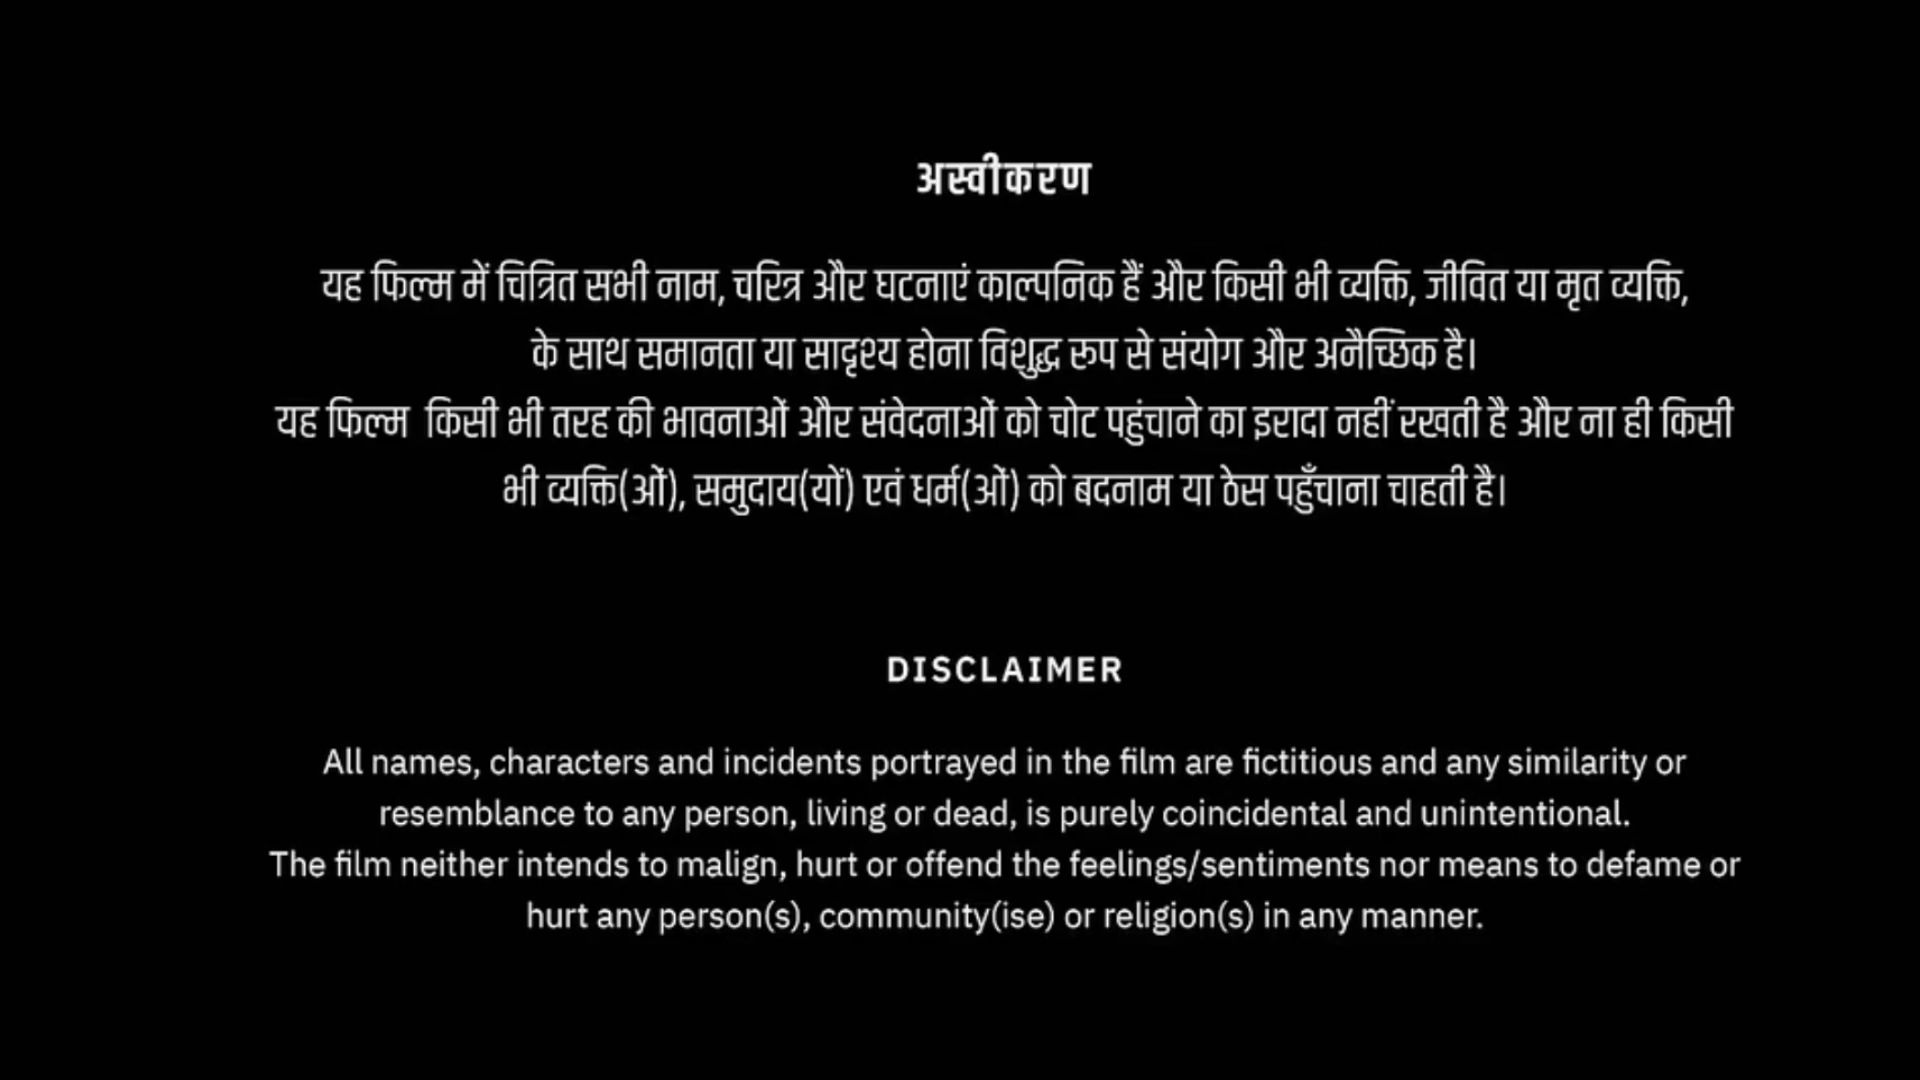 अस्वीकरण
यह फिल्म में चित्रित सभी नाम, चरित्र और घटनाएं काल्पनिक हैं और किसी भी व्यक्ति, जीवित या मृत व्यक्ति,
के साथ समानता या सादृश्य होना विशुद्ध रूप से संयोग और अनैच्छिक है।
यह फिल्म किसी भी तरह की भावनाओं और संवेदनाओं को चोट पहुंचाने का इरादा नहीं रखती है और ना ही किसी
भी व्यक्ति(ओं), समुदाय(यों) एवं धर्म(ओं) को बदनाम या ठेस पहुँचाना चाहती है।
DISCLAIMER
All names, characters and incidents portrayed in the film are fictitious and any similarity or
resemblance to any person, living or dead, is purely coincidental and unintentional.
The film neither intends to malign, hurt or offend the feelings/sentiments nor means to defame or
hurt any person(s), community(ise) or religion(s) in any manner.